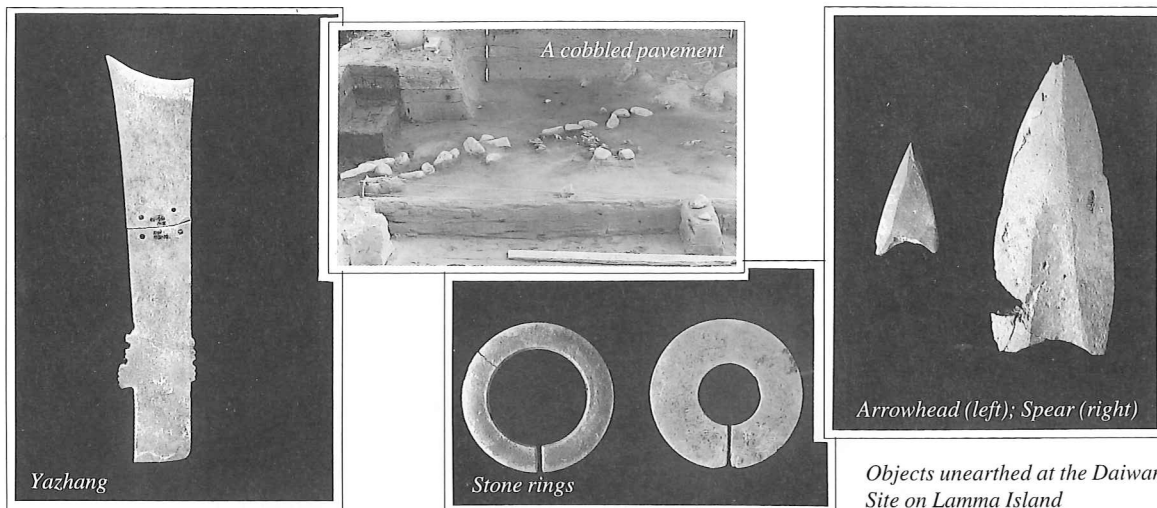 A cobbled pavement
Yazhang
Stone rings
Arrowhead (left); Spear (right)
Objects unearthed at the Daiwan
Site on Lamma Island